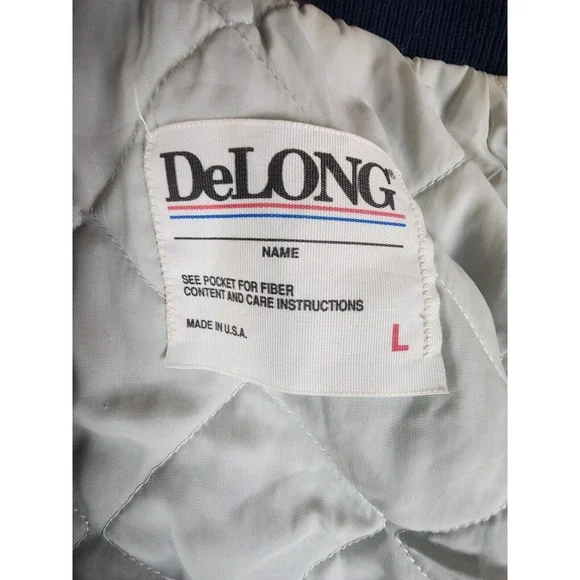 DeLONG
NAME
SEE POCKET FOR FIBER
CONTENT AND CARE INSTRUCTIONS
MADE IN U.S.A.
L